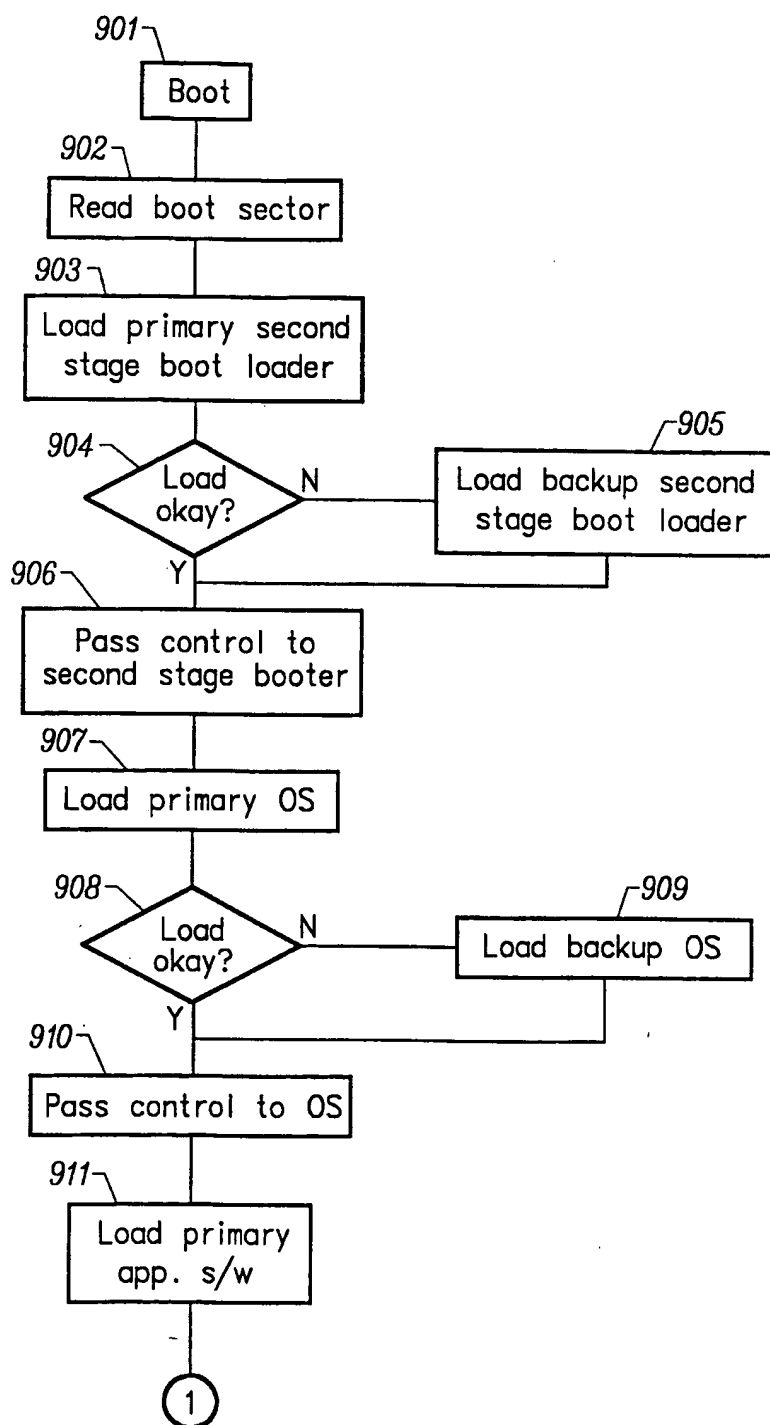 901
Boot
902
Read boot sector
903
Load primary second
stage boot loader
904
Load
okay?
N
Y
905
Load backup second
stage boot loader
906
Pass control to
second stage booter
907
Load primary OS
908
Load
okay?
N
Y
909
Load backup OS
910
Pass control to OS
911
Load primary
app. s/w
1